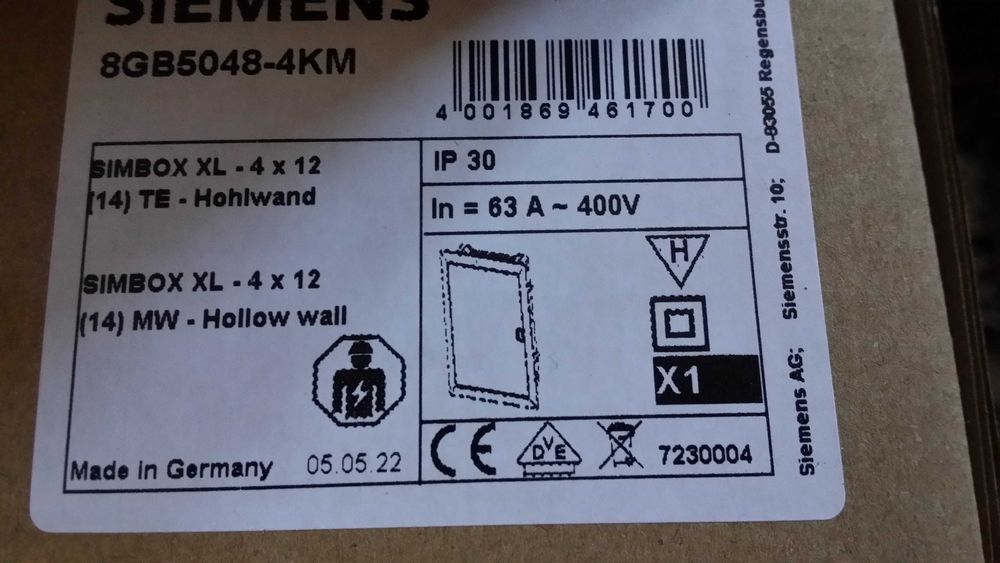 SIEMENS
8GB5048-4KM
4 001869 461700
SIMBOX XL - 4 x 12
(14) TE - Hohlwand
SIMBOX XL - 4 x 12
(14) MW - Hollow wall
Made in Germany 05.05.22
IP 30
In = 63 A ~ 400V
H
X1
CE DVE 7230004
Siemens AG; Siemensstr. 10; D-93055 Regensbu